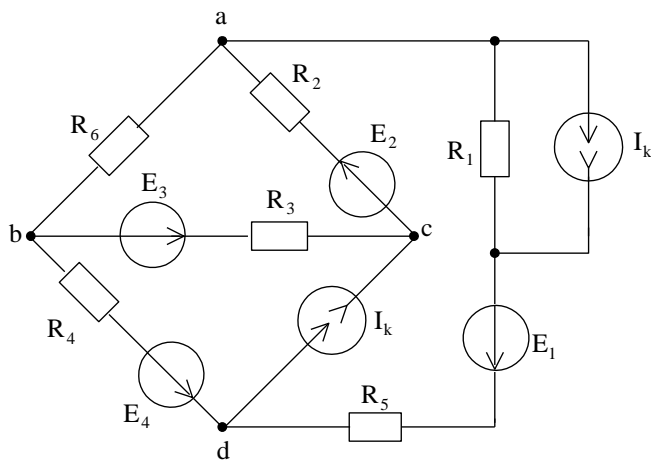 a
R₂
R₆
E₂
R₁
Iₖ
E₃
R₃
b
c
R₄
Iₖ
E₁
E₄
R₅
d